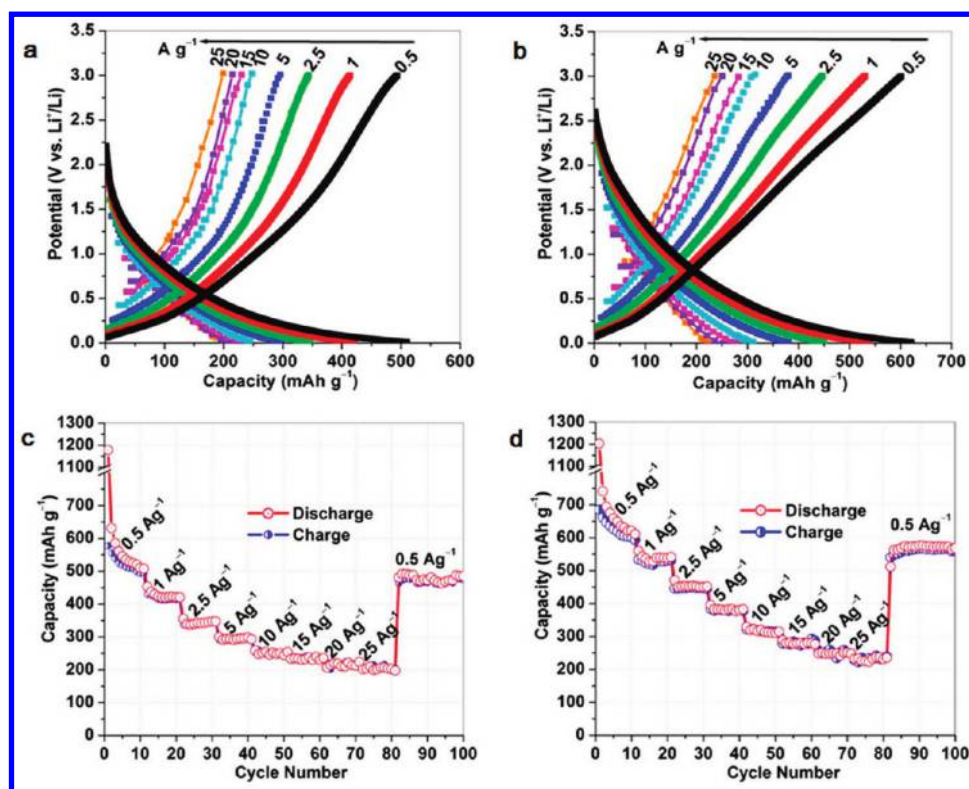 a
A g⁻¹
25 20 15 10 5 2.5 1 0.5
3.0
2.5
2.0
1.5
1.0
0.5
0.0
Potential (V vs. Li⁺/Li)
0 100 200 300 400 500 600
Capacity (mAh g⁻¹)
b
A g⁻¹
25 20 15 10 5 2.5 1 0.5
3.0
2.5
2.0
1.5
1.0
0.5
0.0
Potential (V vs. Li⁺/Li)
0 100 200 300 400 500 600 700
Capacity (mAh g⁻¹)
c
1300
1200
1100
700
600
500
400
300
200
100
0
Capacity (mAh g⁻¹)
Discharge
Charge
0.5 Ag⁻¹
1 Ag⁻¹
2.5 Ag⁻¹
5 Ag⁻¹
10 Ag⁻¹
15 Ag⁻¹
20 Ag⁻¹
25 Ag⁻¹
0.5 Ag⁻¹
0 10 20 30 40 50 60 70 80 90 100
Cycle Number
d
1300
1200
1100
700
600
500
400
300
200
100
0
Capacity (mAh g⁻¹)
Discharge
Charge
0.5 Ag⁻¹
1 Ag⁻¹
2.5 Ag⁻¹
5 Ag⁻¹
10 Ag⁻¹
15 Ag⁻¹
20 Ag⁻¹
25 Ag⁻¹
0.5 Ag⁻¹
0 10 20 30 40 50 60 70 80 90 100
Cycle Number